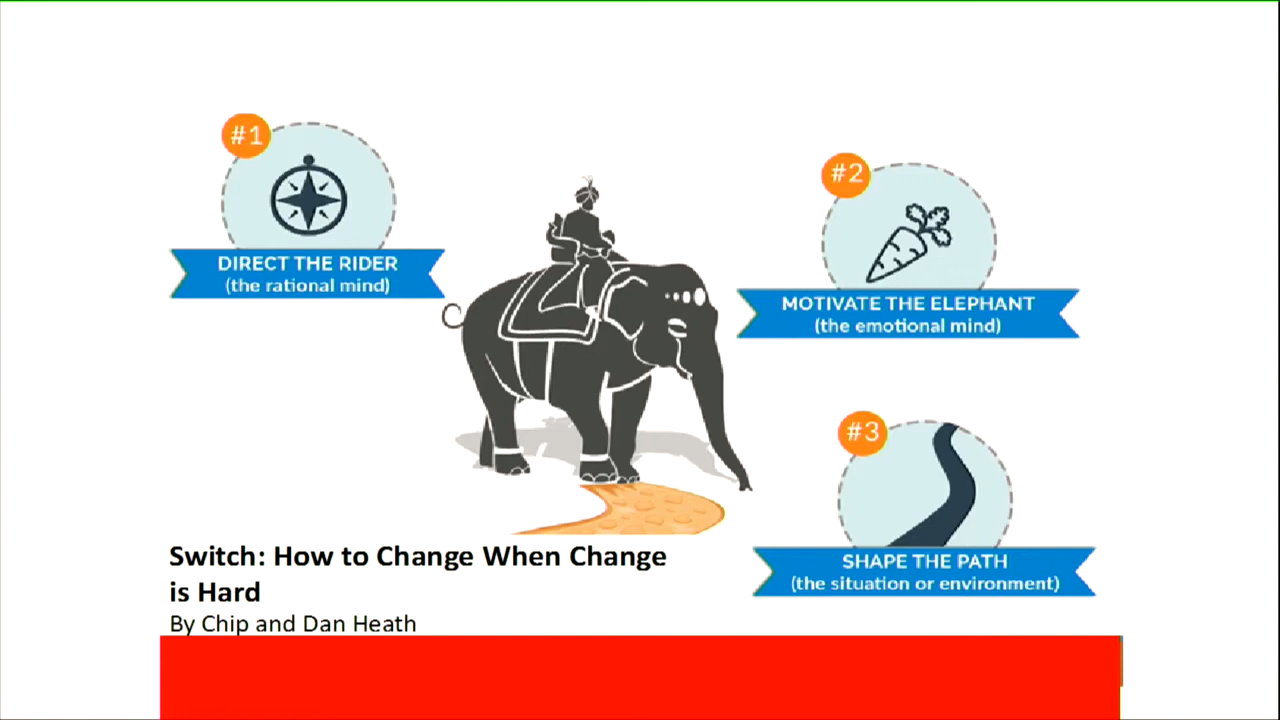 #1
DIRECT THE RIDER
(the rational mind)
#2
MOTIVATE THE ELEPHANT
(the emotional mind)
#3
SHAPE THE PATH
(the situation or environment)
Switch: How to Change When Change
is Hard
By Chip and Dan Heath